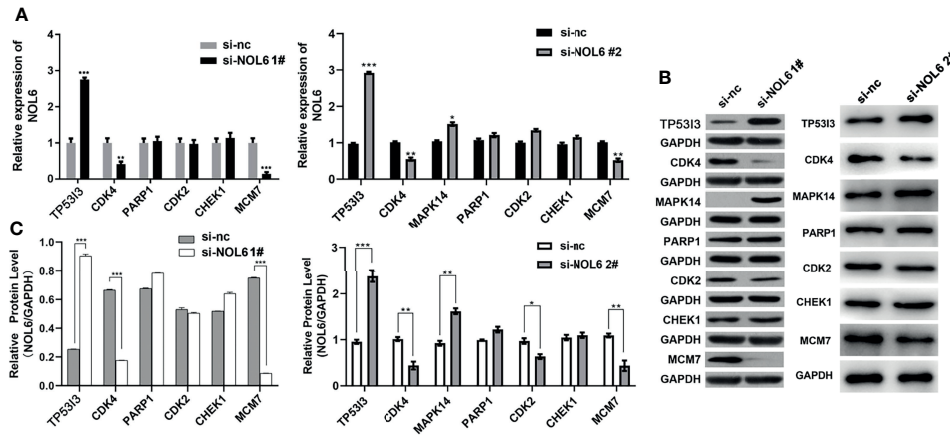 A
Relative expression of
NOL6
4
3
2
1
0
si-nc
si-NOL6 1#
***
**
***
TP53I3
CDK4
PARP1
CDK2
CHEK1
MCM7
Relative expression of
NOL6
4
2
0
si-nc
si-NOL6 #2
***
**
*
**
TP53I3
CDK4
MAPK14
PARP1
CDK2
CHEK1
MCM7
B
si-nc
si-NOL6 1#
TP53I3
GAPDH
CDK4
GAPDH
MAPK14
GAPDH
PARP1
GAPDH
CDK2
GAPDH
CHEK1
GAPDH
MCM7
GAPDH
si-nc
si-NOL6 2#
TP53I3
CDK4
MAPK14
PARP1
CDK2
CHEK1
MCM7
GAPDH
C
Relative Protein Level
(NOL6/GAPDH)
1.0
0.8
0.6
0.4
0.2
0.0
si-nc
si-NOL6 1#
***
***
***
TP53I3
CDK4
PARP1
CDK2
CHEK1
MCM7
Relative Protein Level
(NOL6/GAPDH)
3
2
1
0
si-nc
si-NOL6 2#
***
**
**
*
**
TP53I3
CDK4
MAPK14
PARP1
CDK2
CHEK1
MCM7